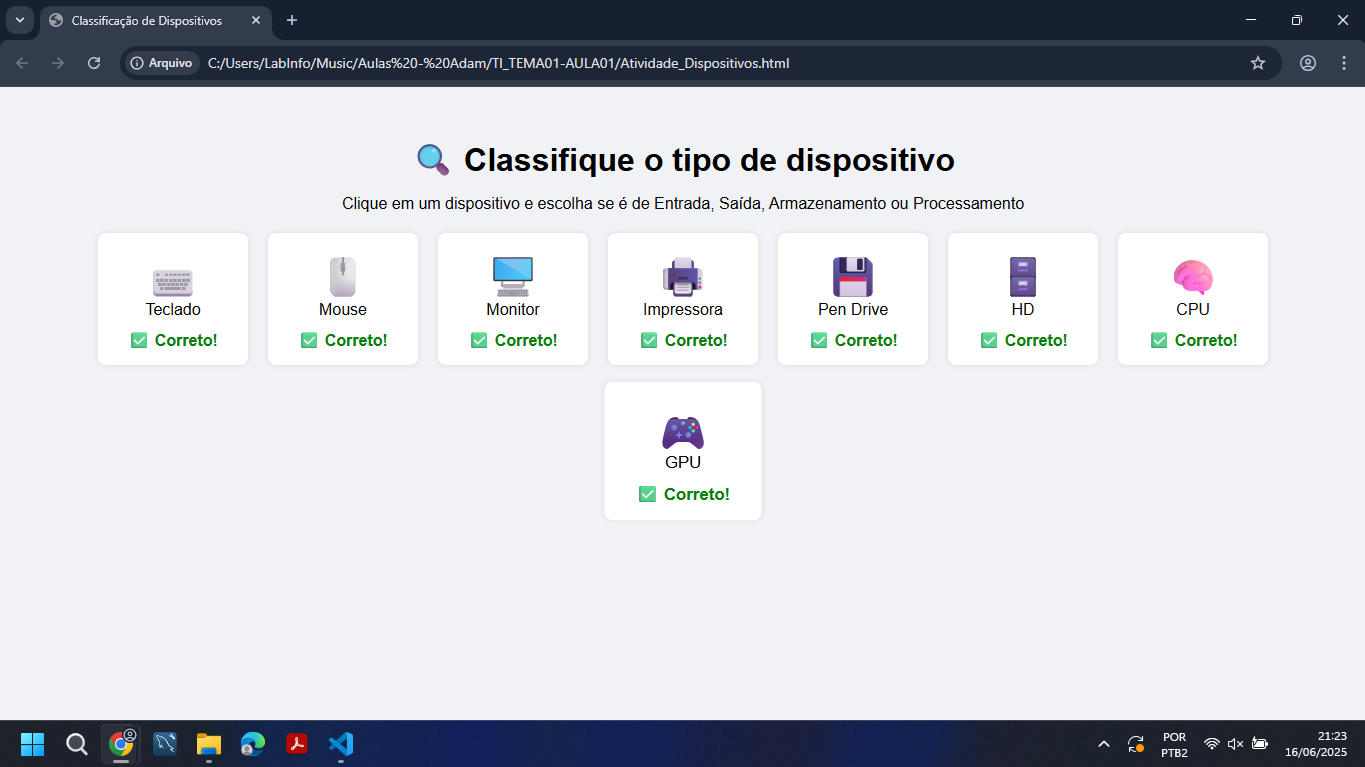 Classificação de Dispositivos
Arquivo
C:/Users/LabInfo/Music/Aulas%20-%20Adam/TI_TEMA01-AULA01/Atividade_Dispositivos.html
Classifique o tipo de dispositivo
Clique em um dispositivo e escolha se é de Entrada, Saída, Armazenamento ou Processamento
Teclado
Correto!
Mouse
Correto!
Monitor
Correto!
Impressora
Correto!
Pen Drive
Correto!
HD
Correto!
CPU
Correto!
GPU
Correto!
POR
PTB2
21:23
16/06/2025